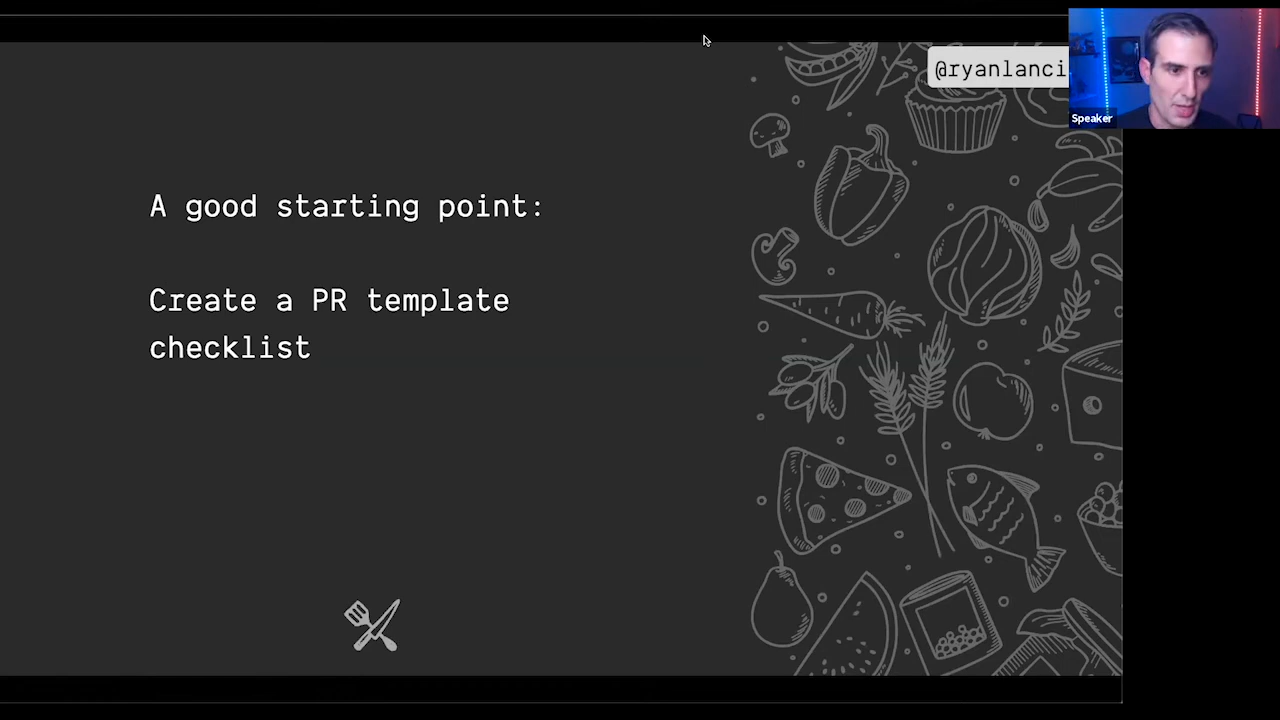 @ryanlanci
Speaker
A good starting point:
Create a PR template
checklist